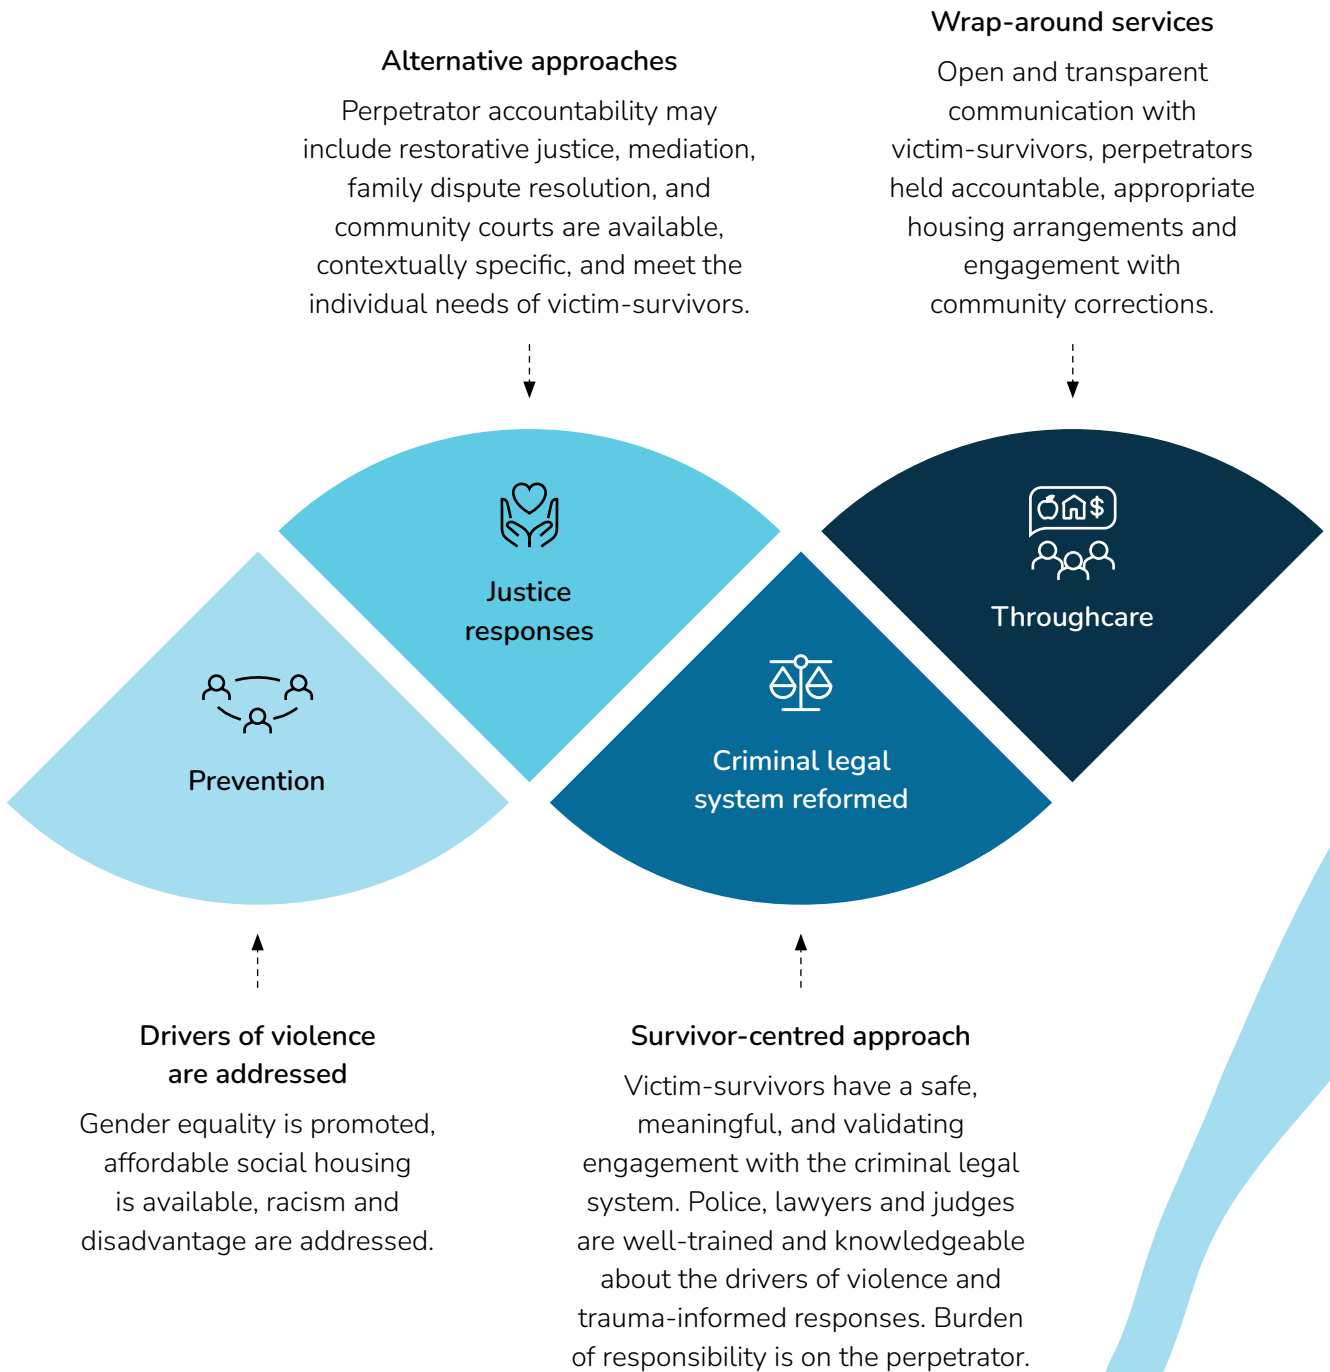 Alternative approaches
Perpetrator accountability may
include restorative justice, mediation,
family dispute resolution, and
community courts are available,
contextually specific, and meet the
individual needs of victim-survivors.
Wrap-around services
Open and transparent
communication with
victim-survivors, perpetrators
held accountable, appropriate
housing arrangements and
engagement with
community corrections.
Prevention
Justice
responses
Criminal legal
system reformed
$
Throughcare
Drivers of violence
are addressed
Gender equality is promoted,
affordable social housing
is available, racism and
disadvantage are addressed.
Survivor-centred approach
Victim-survivors have a safe,
meaningful, and validating
engagement with the criminal legal
system. Police, lawyers and judges
are well-trained and knowledgeable
about the drivers of violence and
trauma-informed responses. Burden
of responsibility is on the perpetrator.